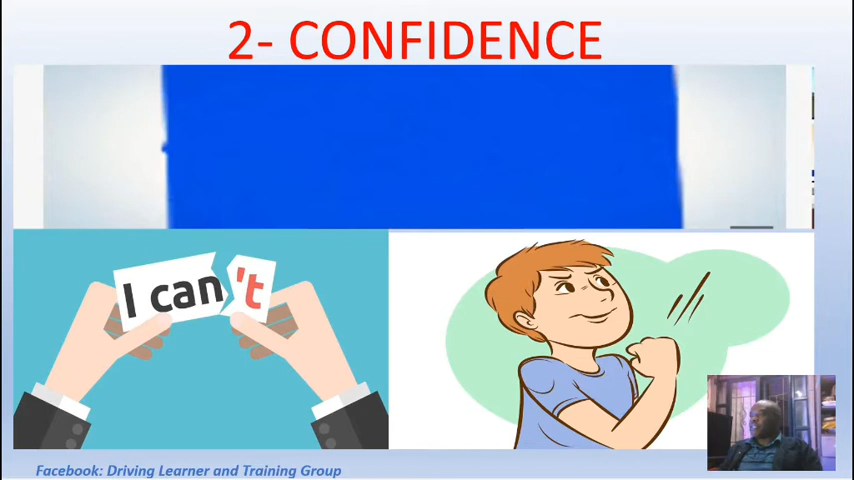 2- CONFIDENCE
I can't
Facebook: Driving Learner and Training Group